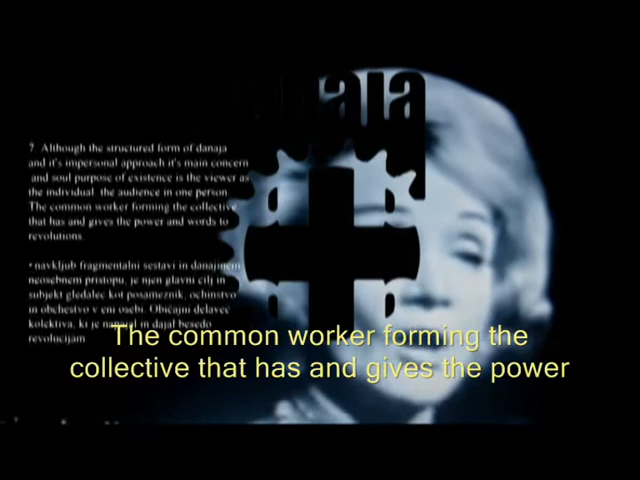 danaja
7 Although the structured form of danaja
and it's impersonal approach it's main concern
and soul purpose of existence is the viewer as
the individual the audience in one person.
The common worker forming the collective
that has and gives the power and words to
revolutions.
•navkljub fragmentalni sestavi in danajinem
neosebnem pristopu, je njen glavni cilj in
subjekt gledalec kot posameznik, ochinstvo
in obchestvo v eni osebi. Običajni delavec
kolektiva, ki je napajal in dajal besedo
revolucijam
The common worker forming the
collective that has and gives the power